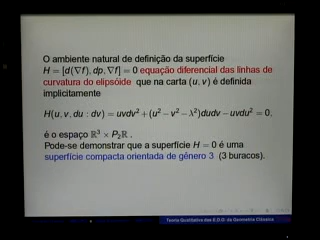 O ambiente natural de definição da superfície
H = [d(∇f), dp, ∇f] = 0 equação diferencial das linhas de
curvatura do elipsóide que na carta (u, v) é definida
implicitamente
H(u, v, du : dv) = uvdv² + (u² − v² − λ²)dudv − uvdu² = 0,
é o espaço ℝ³ × P₂ℝ .
Pode-se demonstrar que a superfície H = 0 é uma
superfície compacta orientada de gênero 3 (3 buracos).
Teoria Qualitativa das E.D.O. da Geometria Clássica